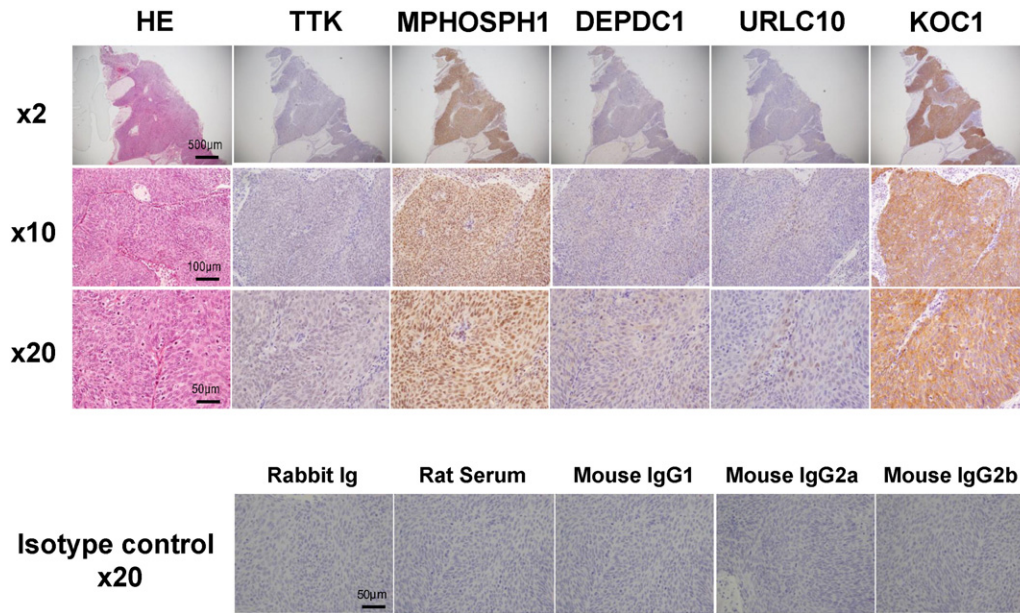 HE TTK MPHOSPH1 DEPDC1 URLC10 KOC1
x2
500μm
x10
100μm
x20
50μm
Rabbit Ig Rat Serum Mouse IgG1 Mouse IgG2a Mouse IgG2b
Isotype control
x20
50μm